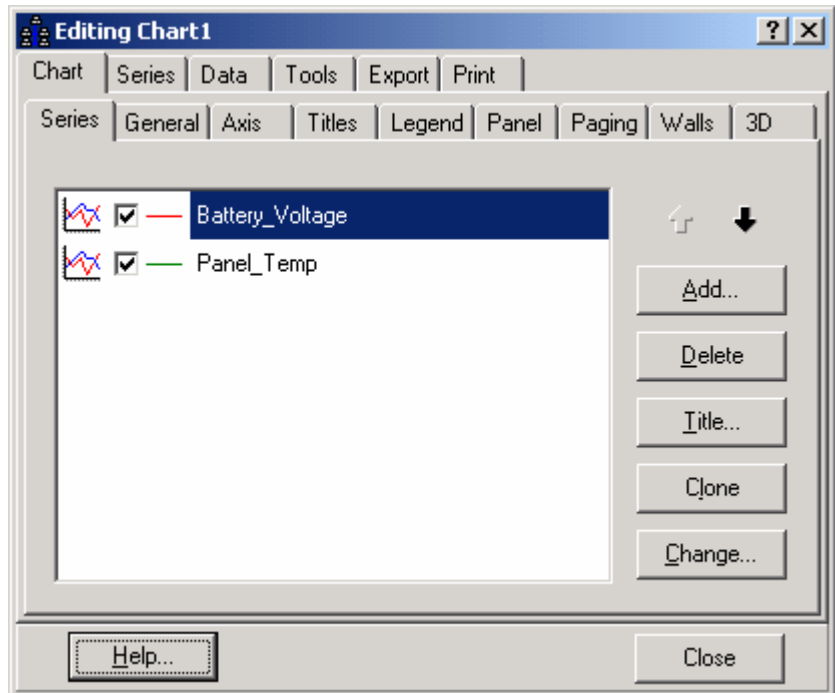 Editing Chart1
Chart Series Data Tools Export Print
Series General Axis Titles Legend Panel Paging Walls 3D
Battery_Voltage
Panel_Temp
Add...
Delete
Title...
Clone
Change...
Help... Close